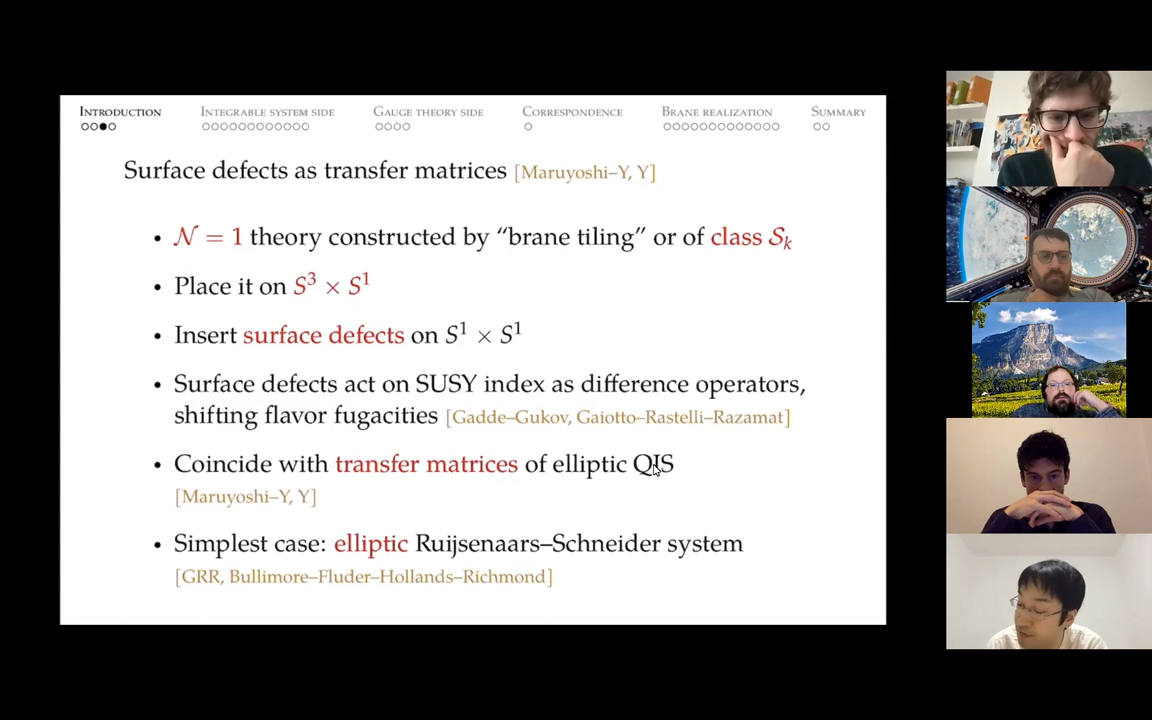 INTRODUCTION INTEGRABLE SYSTEM SIDE GAUGE THEORY SIDE CORRESPONDENCE BRANE REALIZATION SUMMARY
Surface defects as transfer matrices [Maruyoshi–Y, Y]
• 𝒩 = 1 theory constructed by “brane tiling” or of class 𝒮ₖ
• Place it on S³ × S¹
• Insert surface defects on S¹ × S¹
• Surface defects act on SUSY index as difference operators,
shifting flavor fugacities [Gadde–Gukov, Gaiotto–Rastelli–Razamat]
• Coincide with transfer matrices of elliptic QIS
[Maruyoshi–Y, Y]
• Simplest case: elliptic Ruijsenaars–Schneider system
[GRR, Bullimore–Fluder–Hollands–Richmond]